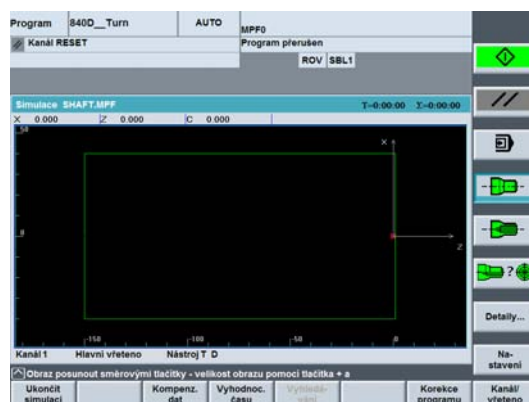 Program 840D__Turn AUTO MPF0
Kanál RESET Program přerušen
ROV SBL1
Simulace SHAFT.MPF T=0:00:00 Σ=0:00:00
X 0.000 Z 0.000 C 0.000
50
X
0
Z
-150 -50 0
?
Detaily...
Kanál 1 Hlavní vřeteno Nástroj T D
Na-
stavení
Obraz posunout směrovými tlačítky - velikost obrazu pomocí tlačítka + a
Ukončit
simulaci
Kompenz.
dat
Vyhodnoc.
času
Vyhledá-
vání
Korekce
programu
Kanál/
vřeteno